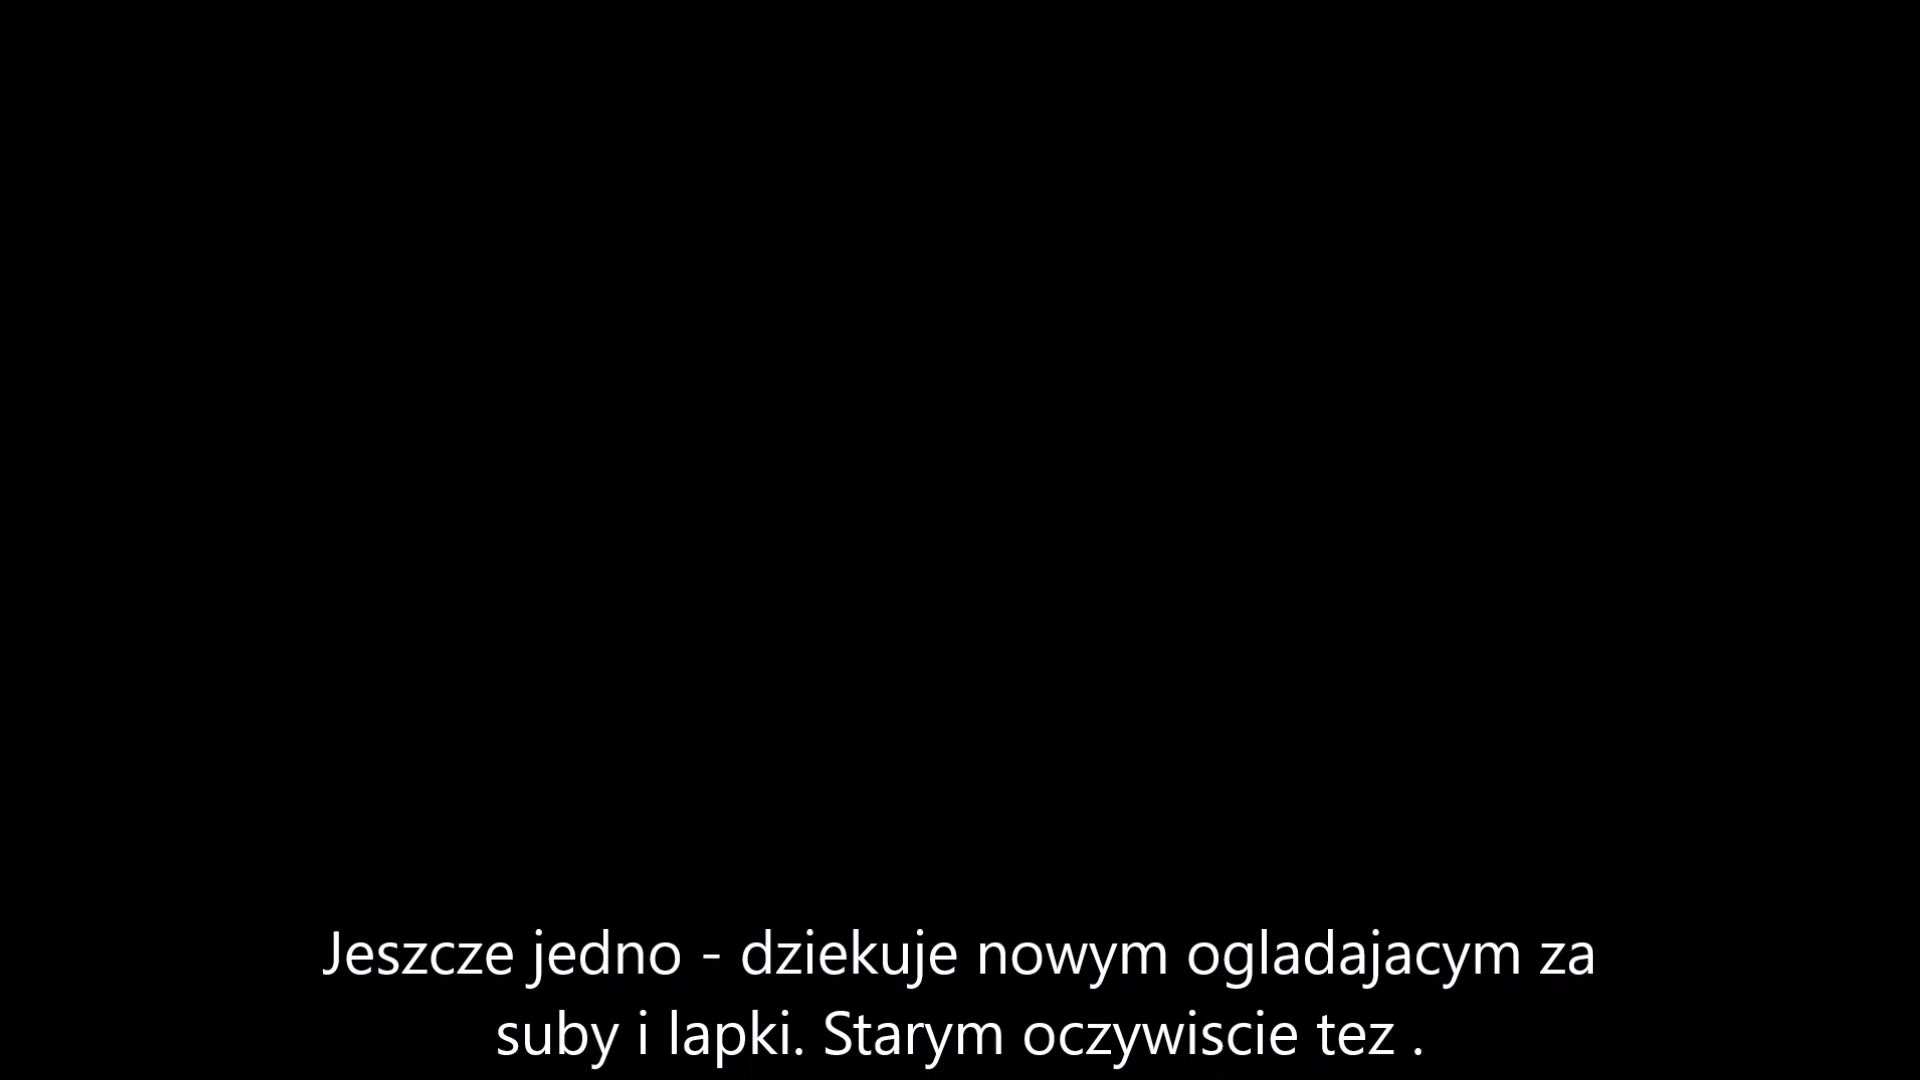 Jeszcze jedno - dziekuje nowym ogladajacym za
suby i lapki. Starym oczywiscie tez .